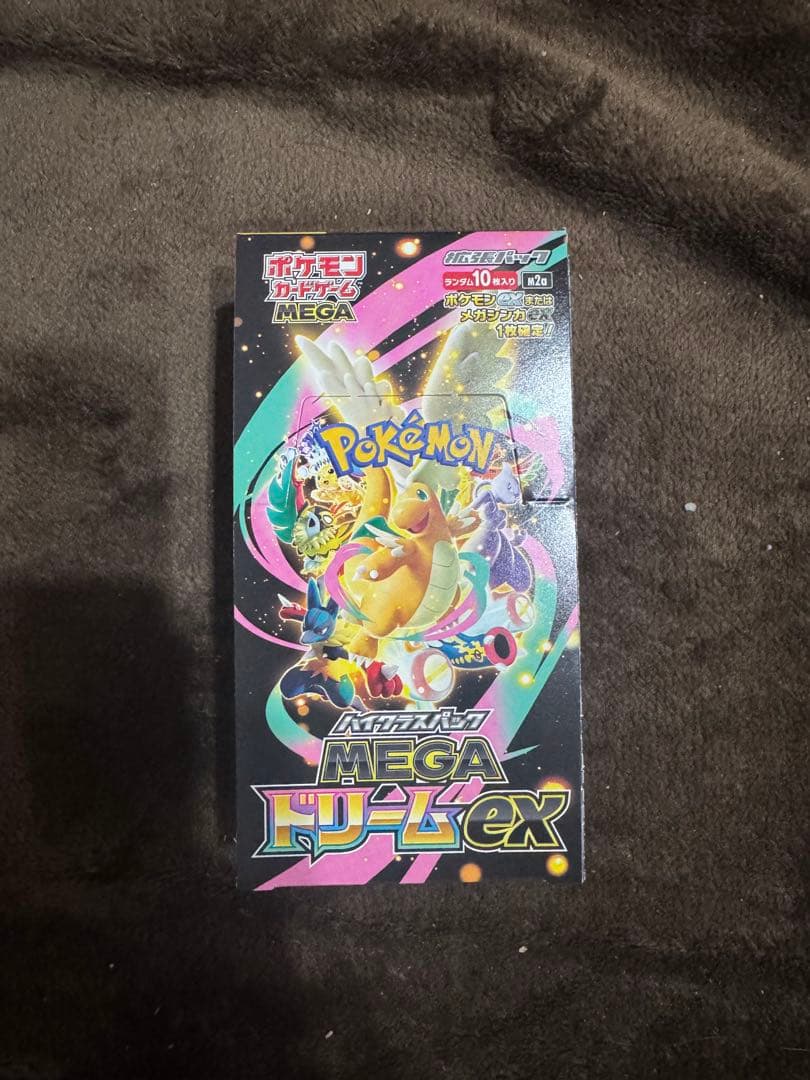 ポケモン
カードゲーム
MEGA
拡張パック
ランダム10枚入り
M2a
ポケモンexまたは
メガシンカex
1枚確定!!
POKéMON
ハイクラスパック
MEGA
ドリームex